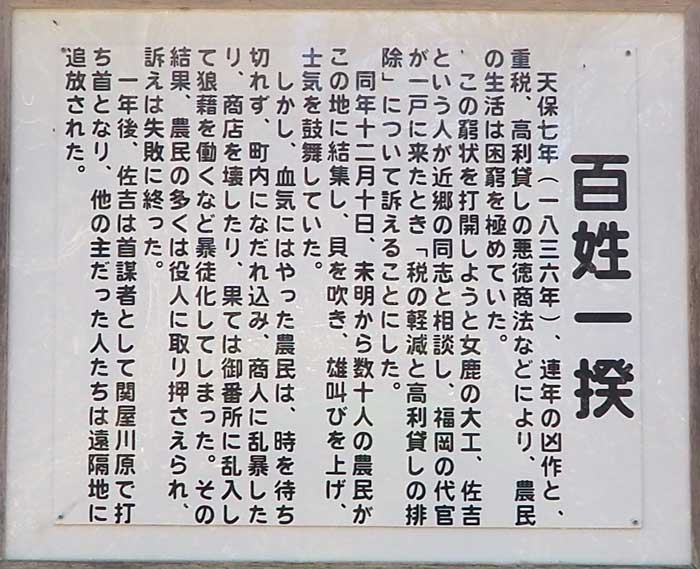 百姓一揆
天保七年（一八三六年）、連年の凶作と、
重税、高利貸しの悪徳商法などにより、農民
の生活は困窮を極めていた。
この窮状を打開しようと女鹿の大工、佐吉
という人が近郷の同志と相談し、福岡の代官
が一戸に来たとき「税の軽減と高利貸しの排
除」について訴えることにした。
同年十二月十日、未明から数十人の農民が
この地に結集し、貝を吹き、雄叫びを上げ、
士気を鼓舞していた。
しかし、血気にはやった農民は、時を待ち
切れず、町内になだれ込み、商人に乱暴した
り、商店を壊したり、果ては御番所に乱入し
て狼藉を働くなど暴徒化してしまった。その
結果、農民の多くは役人に取り押さえられ、
訴えは失敗に終った。
一年後、佐吉は首謀者として関屋川原で打
ち首となり、他の主だった人たちは遠隔地に
追放された。